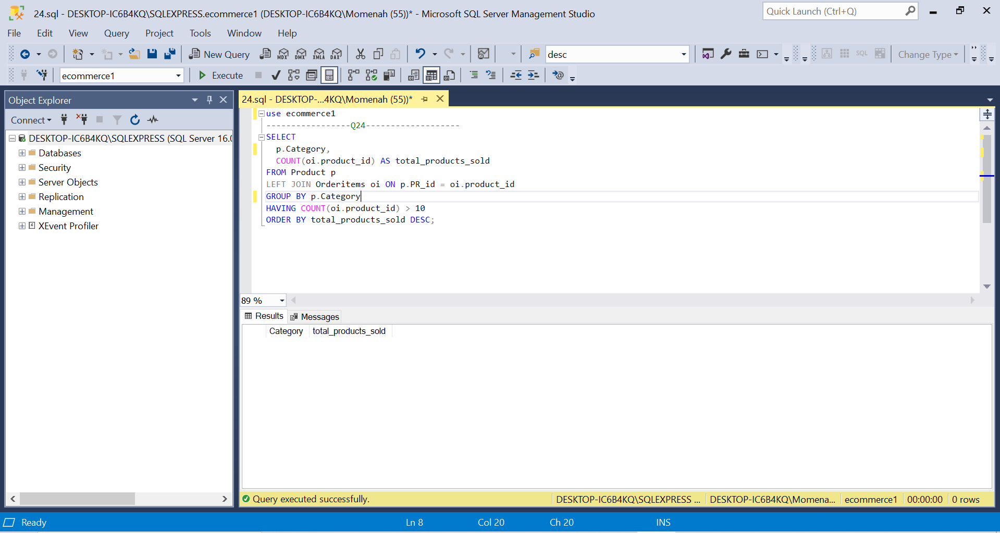 24.sql - DESKTOP-IC6B4KQ\SQLEXPRESS.ecommerce1 (DESKTOP-IC6B4KQ\Momenah (55))* - Microsoft SQL Server Management Studio
Quick Launch (Ctrl+Q)
File Edit View Query Project Tools Window Help
New Query MDX DMX XMLA DAX desc SQL Change Type
ecommerce1 Execute
Object Explorer
Connect
DESKTOP-IC6B4KQ\SQLEXPRESS (SQL Server 16.0
Databases
Security
Server Objects
Replication
Management
XEvent Profiler
24.sql - DESKTOP-...4KQ\Momenah (55))*
use ecommerce1
-----------------Q24-------------------
SELECT
p.Category,
COUNT(oi.product_id) AS total_products_sold
FROM Product p
LEFT JOIN Orderitems oi ON p.PR_id = oi.product_id
GROUP BY p.Category
HAVING COUNT(oi.product_id) > 10
ORDER BY total_products_sold DESC;
89 %
Results Messages
Category total_products_sold
Query executed successfully. DESKTOP-IC6B4KQ\SQLEXPRESS ... DESKTOP-IC6B4KQ\Momena... ecommerce1 00:00:00 0 rows
Ready Ln 8 Col 20 Ch 20 INS